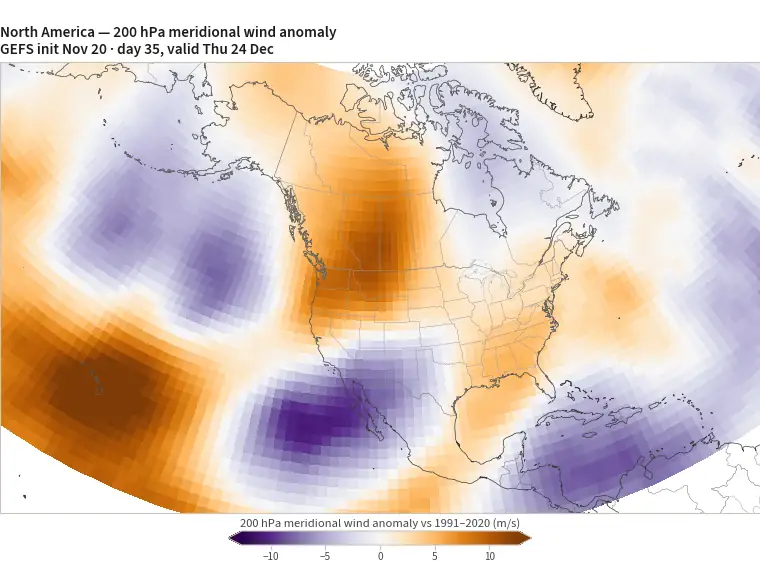 North America — 200 hPa meridional wind anomaly
GEFS init Nov 20 · day 35, valid Thu 24 Dec
200 hPa meridional wind anomaly vs 1991–2020 (m/s)
−10 −5 0 5 10